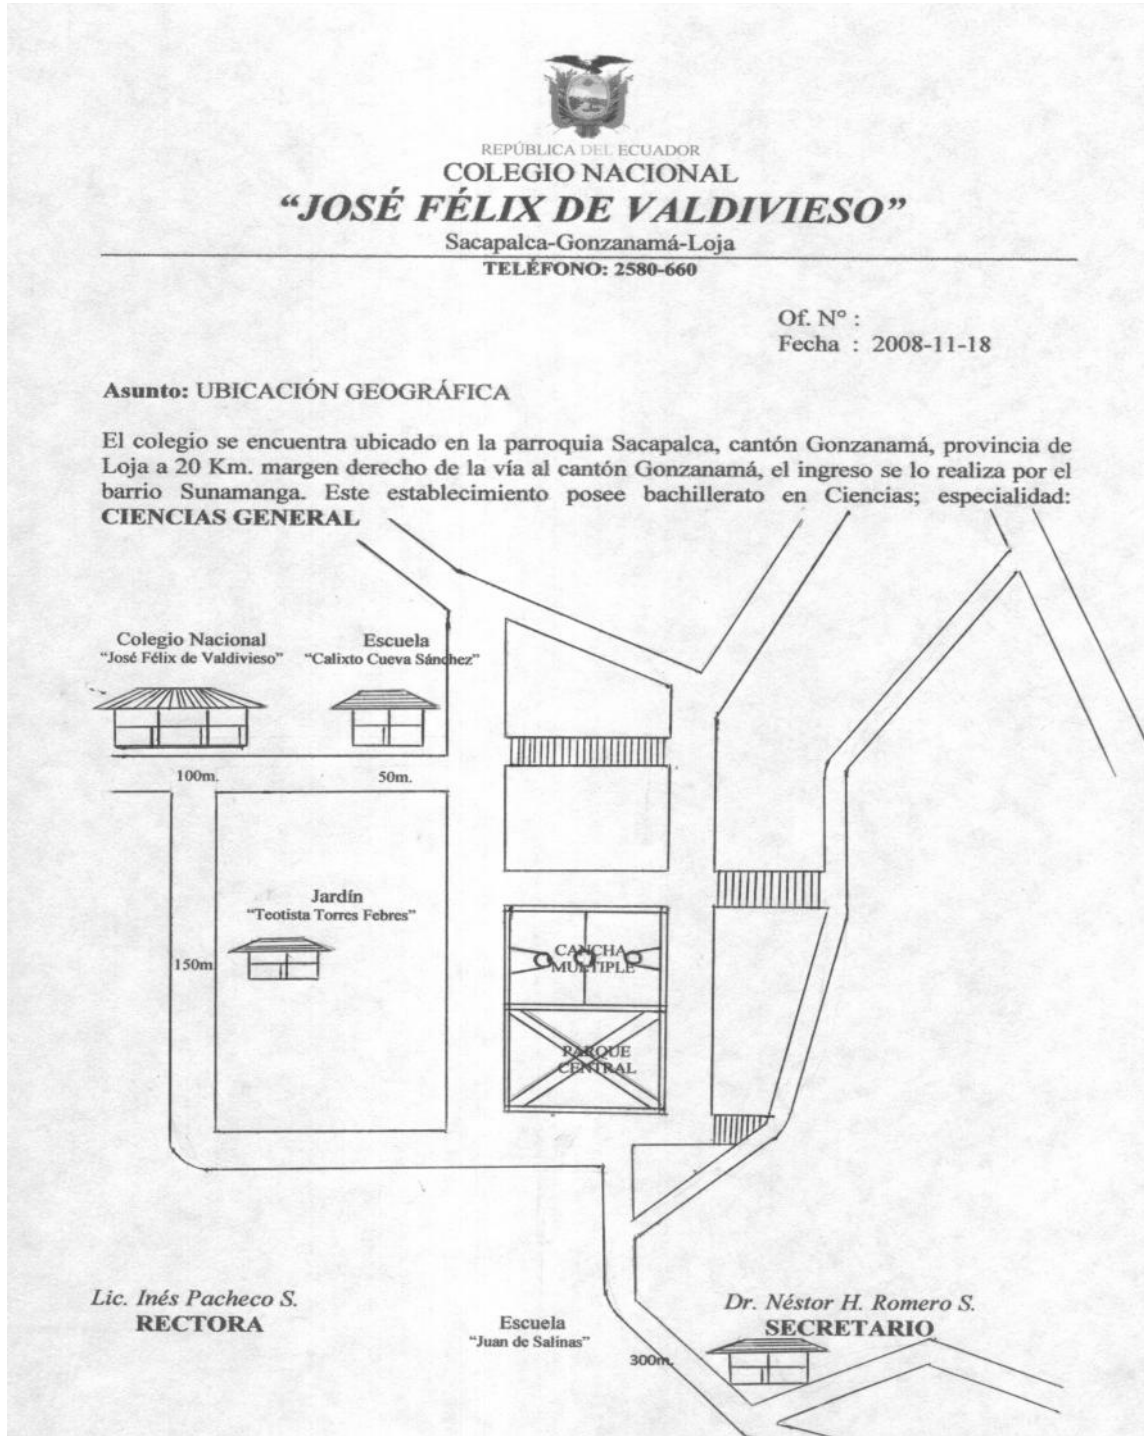 REPÚBLICA DEL ECUADOR
COLEGIO NACIONAL
“JOSÉ FÉLIX DE VALDIVIESO”
Sacapalca-Gonzanamá-Loja
TELÉFONO: 2580-660
Of. N° :
Fecha : 2008-11-18
Asunto: UBICACIÓN GEOGRÁFICA
El colegio se encuentra ubicado en la parroquia Sacapalca, cantón Gonzanamá, provincia de
Loja a 20 Km. margen derecho de la vía al cantón Gonzanamá, el ingreso se lo realiza por el
barrio Sunamanga. Este establecimiento posee bachillerato en Ciencias; especialidad:
CIENCIAS GENERAL
Colegio Nacional
“José Félix de Valdivieso”
Escuela
“Calixto Cueva Sánchez”
100m.
50m.
Jardín
“Teotista Torres Febres”
150m
CANCHA
MULTIPLE
PARQUE
CENTRAL
Lic. Inés Pacheco S.
RECTORA
Escuela
“Juan de Salinas”
Dr. Néstor H. Romero S.
SECRETARIO
300m.